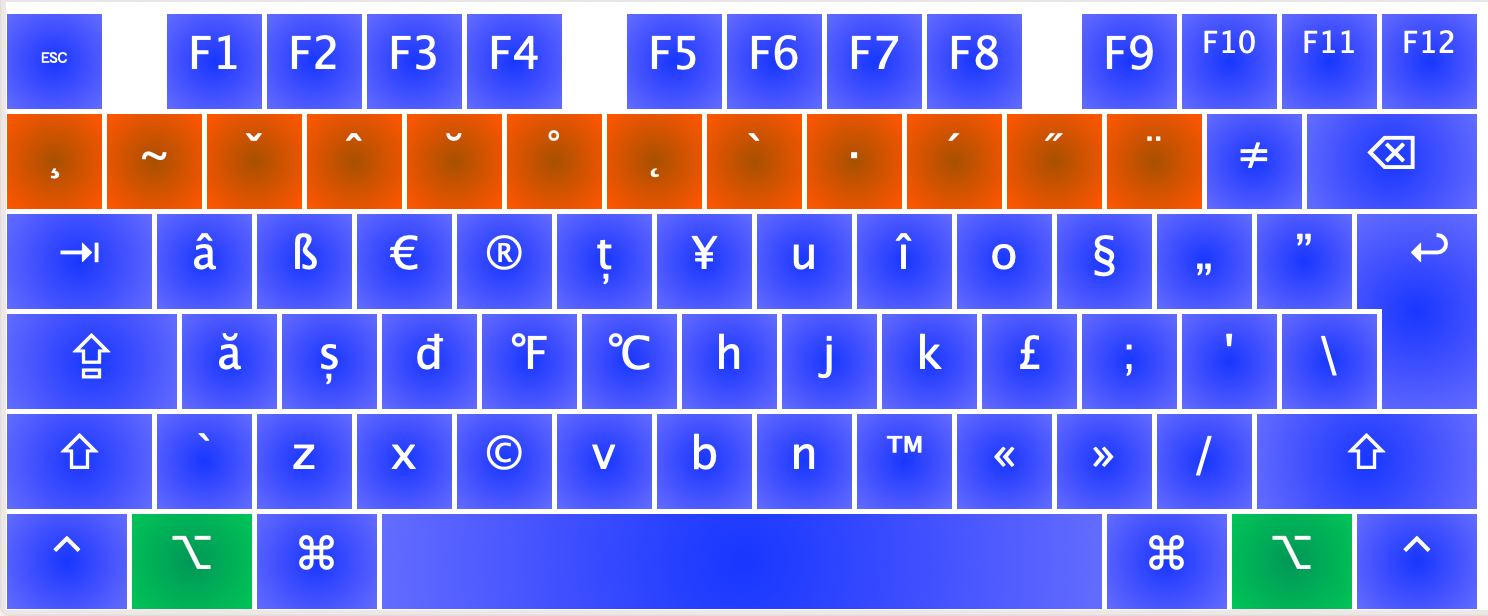 ESC F1 F2 F3 F4 F5 F6 F7 F8 F9 F10 F11 F12
¸ ~ ˇ ˆ ˘ ° ˛ ` · ´ ˝ ¨ ≠ ⌫
⇥ â ß € ® ț ¥ u î o § „ ” ↩
⇪ ă ș đ ℉ ℃ h j k £ ; ' \
⇧ ` z x © v b n ™ « » / ⇧
⌃ ⌥ ⌘ ⌘ ⌥ ⌃